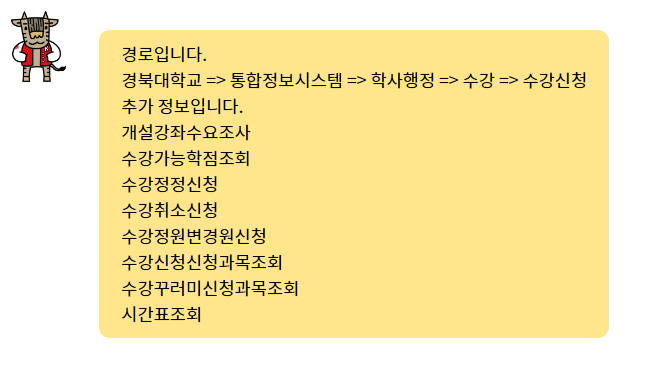 경로입니다.
경북대학교 => 통합정보시스템 => 학사행정 => 수강 => 수강신청
추가 정보입니다.
개설강좌수요조사
수강가능학점조회
수강정정신청
수강취소신청
수강정원변경원신청
수강신청신청과목조회
수강꾸러미신청과목조회
시간표조회